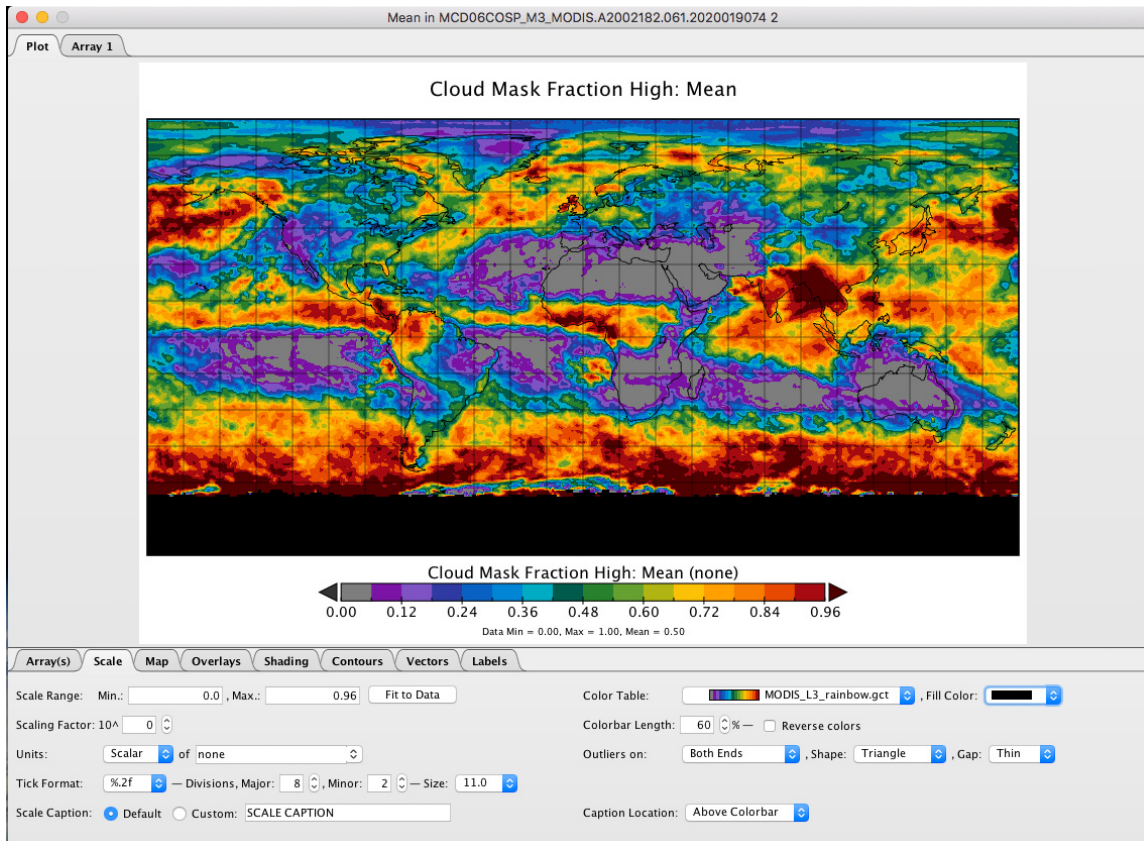 Mean in MCD06COSP_M3_MODIS.A2002182.061.2020019074 2
Plot Array 1
Cloud Mask Fraction High: Mean
Cloud Mask Fraction High: Mean (none)
0.00 0.12 0.24 0.36 0.48 0.60 0.72 0.84 0.96
Data Min = 0.00, Max = 1.00, Mean = 0.50
Array(s) Scale Map Overlays Shading Contours Vectors Labels
Scale Range: Min.: 0.0 , Max.: 0.96 Fit to Data Color Table: MODIS_L3_rainbow.gct , Fill Color:
Scaling Factor: 10^ 0 Colorbar Length: 60 % — Reverse colors
Units: Scalar of none Outliers on: Both Ends , Shape: Triangle , Gap: Thin
Tick Format: %.2f — Divisions, Major: 8 , Minor: 2 — Size: 11.0
Scale Caption: Default Custom: SCALE CAPTION Caption Location: Above Colorbar